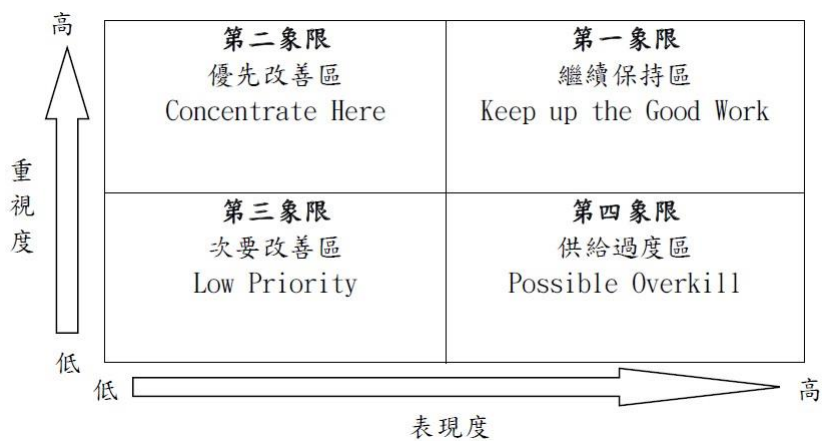 高
第二象限
優先改善區
Concentrate Here
第一象限
繼續保持區
Keep up the Good Work
重視度
第三象限
次要改善區
Low Priority
第四象限
供給過度區
Possible Overkill
低
低
高
表現度